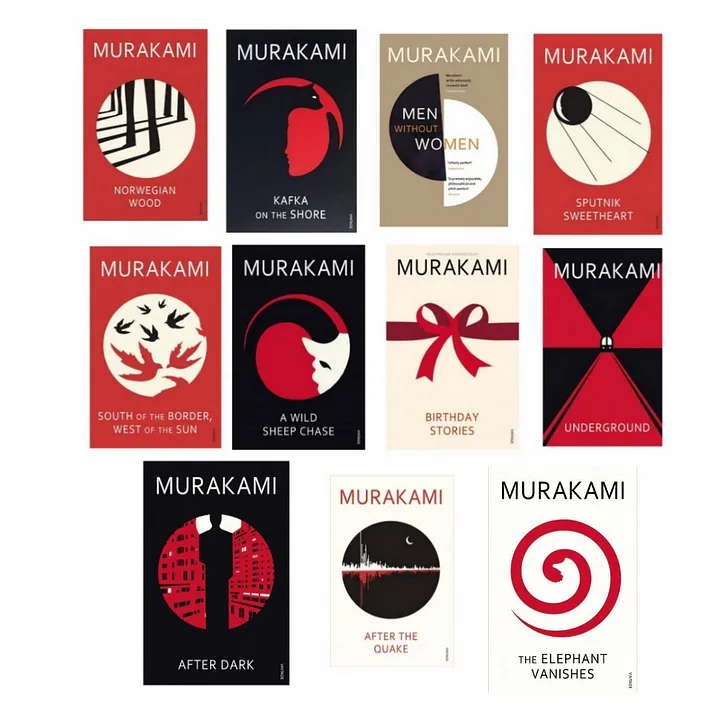 MURAKAMI
NORWEGIAN
WOOD
MURAKAMI
KAFKA
ON THE SHORE
MURAKAMI
MEN
WITHOUT
WOMEN
MURAKAMI
SPUTNIK
SWEETHEART
MURAKAMI
SOUTH OF THE BORDER,
WEST OF THE SUN
MURAKAMI
A WILD
SHEEP CHASE
MURAKAMI
BIRTHDAY
STORIES
MURAKAMI
UNDERGROUND
MURAKAMI
AFTER DARK
MURAKAMI
AFTER THE
QUAKE
MURAKAMI
THE ELEPHANT
VANISHES